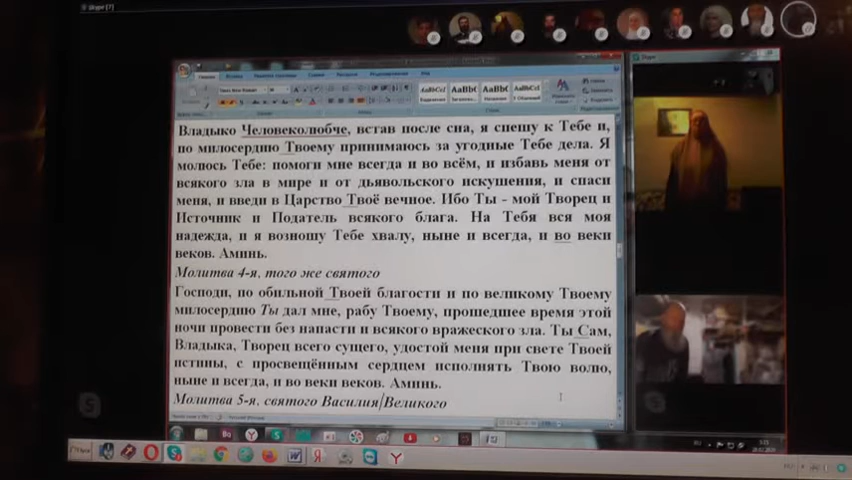 Владыко Человеколюбче, встав после сна, я спешу к Тебе и,
по милосердию Твоему принимаюсь за угодные Тебе дела. Я
молюсь Тебе: помоги мне всегда и во всём, и избавь меня от
всякого зла в мире и от дьявольского искушения, и спаси
меня, и введи в Царство Твоё вечное. Ибо Ты - мой Творец и
Источник и Податель всякого блага. На Тебя вся моя
надежда, и я возношу Тебе хвалу, ныне и всегда, и во веки
веков. Аминь.
Молитва 4-я, того же святого
Господи, по обильной Твоей благости и по великому Твоему
милосердию Ты дал мне, рабу Твоему, прошедшее время этой
ночи провести без напасти и всякого вражеского зла. Ты Сам,
Владыка, Творец всего сущего, удостой меня при свете Твоей
истины, с просвещённым сердцем исполнять Твою волю,
ныне и всегда, и во веки веков. Аминь.
Молитва 5-я, святого Василия Великого